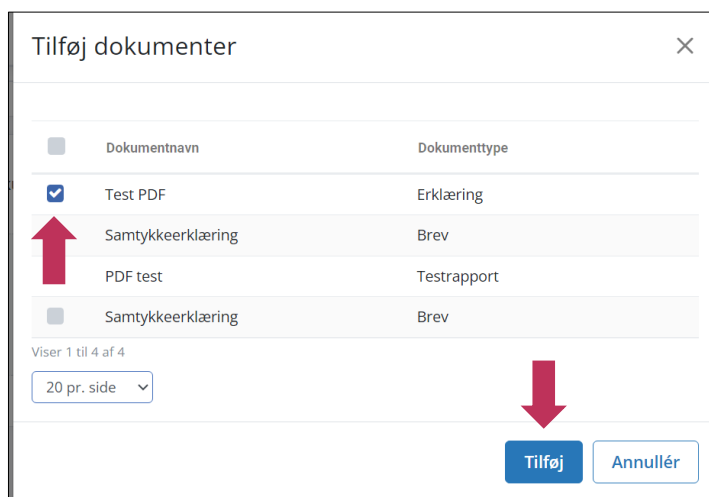 Tilføj dokumenter
Dokumentnavn Dokumenttype
Test PDF Erklæring
Samtykkeerklæring Brev
PDF test Testrapport
Samtykkeerklæring Brev
Viser 1 til 4 af 4
20 pr. side
Tilføj Annullér